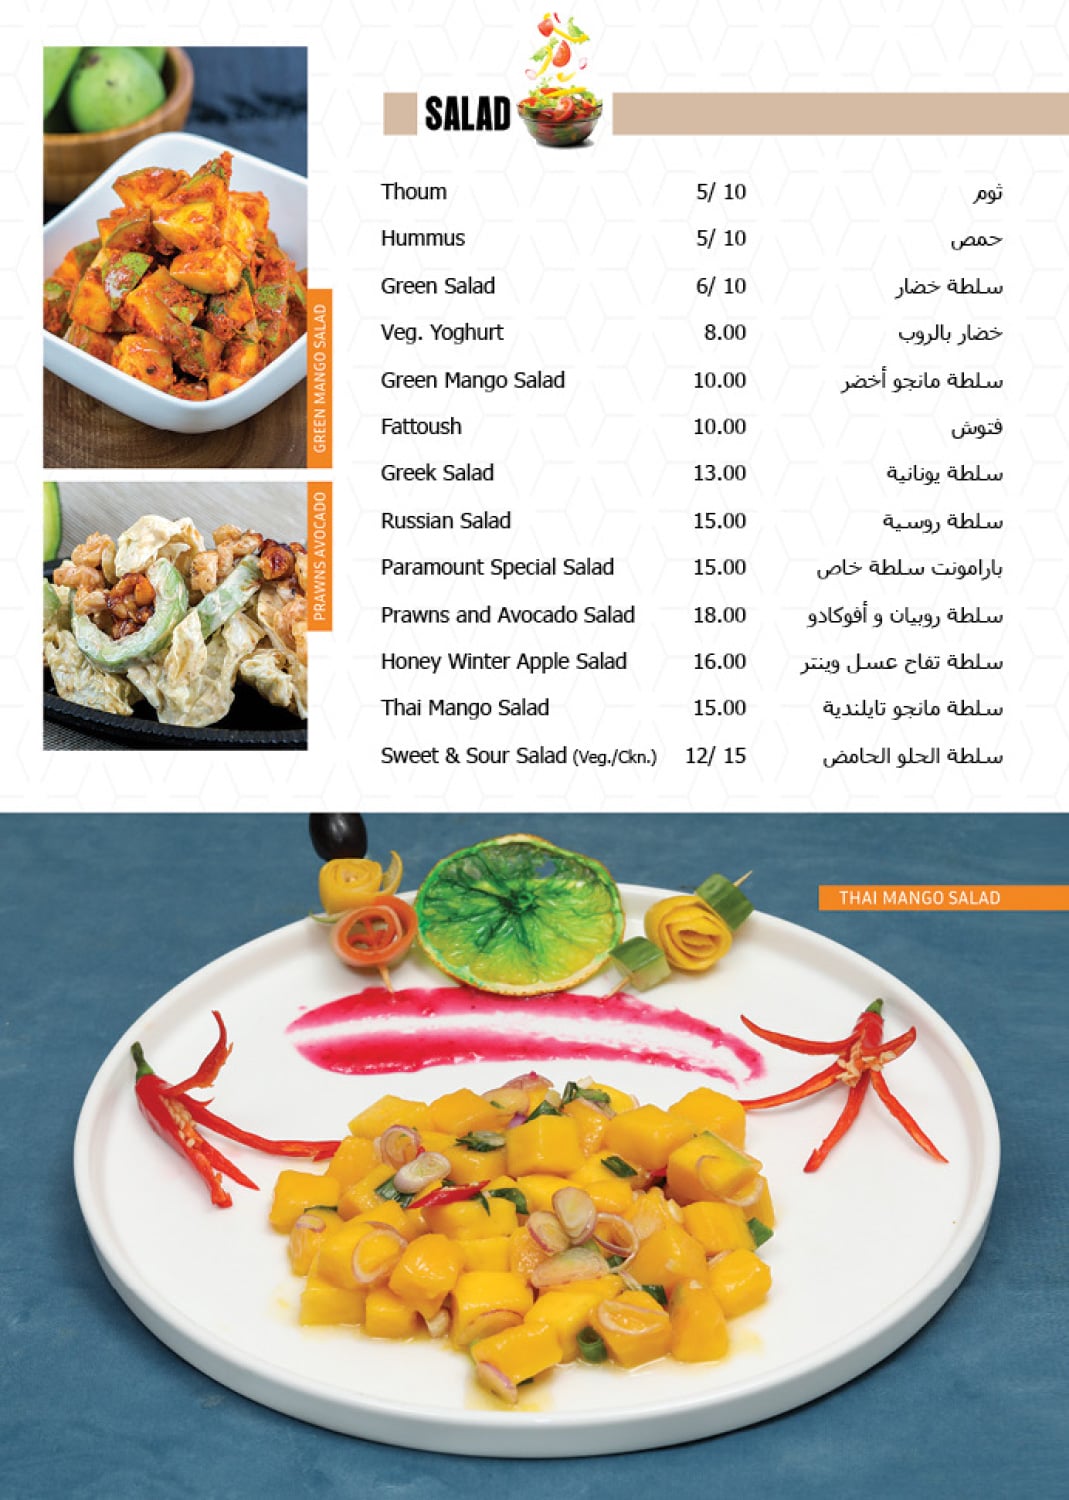 SALAD
Thoum 5/ 10 ثوم
Hummus 5/ 10 حمص
Green Salad 6/ 10 سلطة خضار
Veg. Yoghurt 8.00 خضار بالروب
Green Mango Salad 10.00 سلطة مانجو أخضر
Fattoush 10.00 فتوش
Greek Salad 13.00 سلطة يونانية
Russian Salad 15.00 سلطة روسية
Paramount Special Salad 15.00 بارامونت سلطة خاص
Prawns and Avocado Salad 18.00 سلطة روبيان و أفوكادو
Honey Winter Apple Salad 16.00 سلطة تفاح عسل وينتر
Thai Mango Salad 15.00 سلطة مانجو تايلندية
Sweet & Sour Salad (Veg./Ckn.) 12/ 15 سلطة الحلو الحامض
GREEN MANGO SALAD
PRAWNS AVOCADO
THAI MANGO SALAD